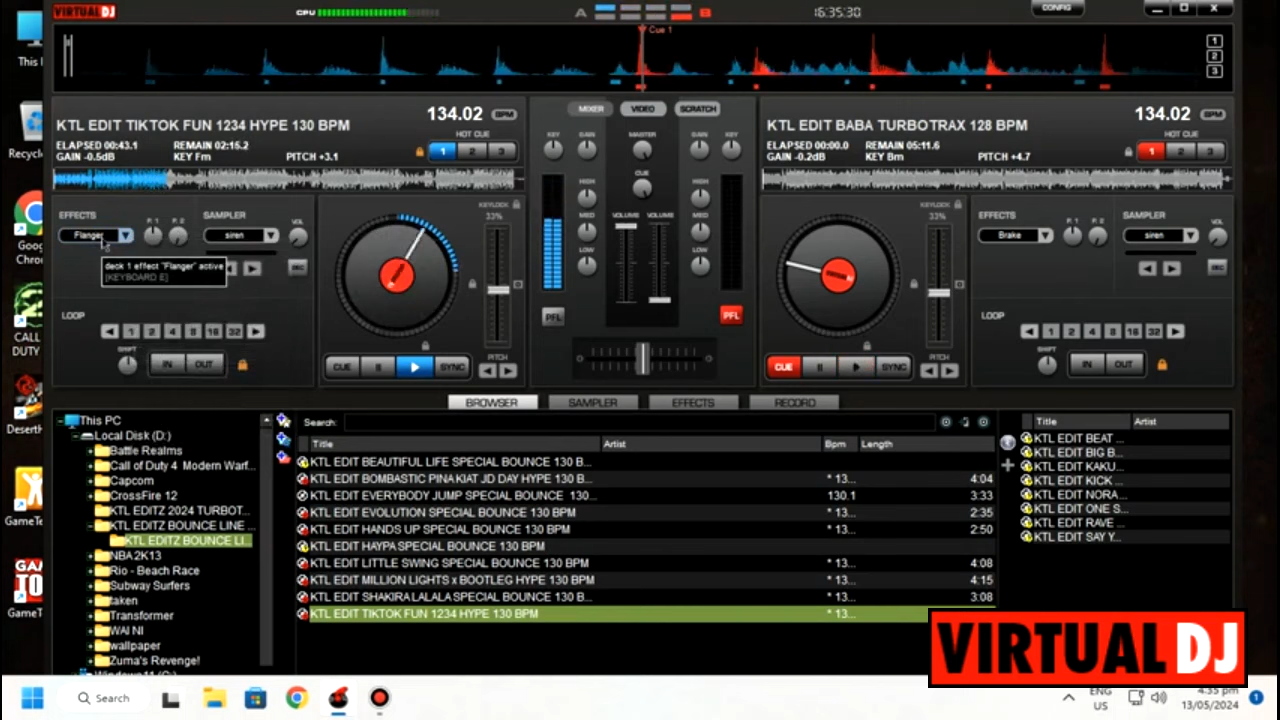 VIRTUAL DJ
CPU
A
B
16:35:30
CONFIG
This
Cue 1
1
2
3
134.02 BPM
KTL EDIT TIKTOK FUN 1234 HYPE 130 BPM
ELAPSED 00:43.1 REMAIN 02:15.2
GAIN -0.5dB KEY Fm PITCH +3.1
HOT CUE
1 2 3
MIXER VIDEO SCRATCH
KEY GAIN MASTER GAIN KEY
CUE
HIGH HIGH
MED MED
LOW LOW
VOLUME VOLUME
PFL PFL
134.02 BPM
KTL EDIT BABA TURBOTRAX 128 BPM
ELAPSED 00:00.0 REMAIN 05:11.6
GAIN -0.2dB KEY Bm PITCH +4.7
HOT CUE
1 2 3
Recycle
Goog
Chrom
CALL
DUTY
DesertH
GameTo
GameTo
EFFECTS SAMPLER
P. 1 P. 2 VOL
Flanger siren
REC
deck 1 effect "Flanger" active
[KEYBOARD E]
LOOP
1 2 4 8 16 32
SHIFT
IN OUT
KEYLOCK
33%
PITCH
CUE II SYNC
KEYLOCK
33%
PITCH
CUE II SYNC
EFFECTS SAMPLER
P. 1 P. 2 VOL
Brake siren
REC
LOOP
1 2 4 8 16 32
SHIFT
IN OUT
BROWSER SAMPLER EFFECTS RECORD
This PC
Local Disk (D:)
Battle Realms
Call of Duty 4 Modern Warf...
Capcom
CrossFire 12
KTL EDITZ 2024 TURBOT...
KTL EDITZ BOUNCE LINE ...
KTL EDITZ BOUNCE LI...
NBA 2K13
Rio - Beach Race
Subway Surfers
taken
Transformer
WAI NI
wallpaper
Zuma's Revenge!
Windows11 (C:)
Search:
Title Artist Bpm Length
KTL EDIT BEAUTIFUL LIFE SPECIAL BOUNCE 130 B...
KTL EDIT BOMBASTIC PINA KIAT JD DAY HYPE 130 B... * 13... 4:04
KTL EDIT EVERYBODY JUMP SPECIAL BOUNCE 130... 130.1 3:33
KTL EDIT EVOLUTION SPECIAL BOUNCE 130 BPM * 13... 2:35
KTL EDIT HANDS UP SPECIAL BOUNCE 130 BPM * 13... 2:50
KTL EDIT HAYPA SPECIAL BOUNCE 130 BPM
KTL EDIT LITTLE SWING SPECIAL BOUNCE 130 BPM * 13... 4:08
KTL EDIT MILLION LIGHTS x BOOTLEG HYPE 130 BPM * 13... 4:15
KTL EDIT SHAKIRA LALALA SPECIAL BOUNCE 130 B... * 13... 3:08
KTL EDIT TIKTOK FUN 1234 HYPE 130 BPM * 13...
Title Artist
KTL EDIT BEAT ...
KTL EDIT BIG B...
KTL EDIT KAKU...
KTL EDIT KICK ...
KTL EDIT NORA...
KTL EDIT ONE S...
KTL EDIT RAVE ...
KTL EDIT SAY Y...
VIRTUAL DJ
Search
ENG
US
4:35 pm
13/05/2024
1